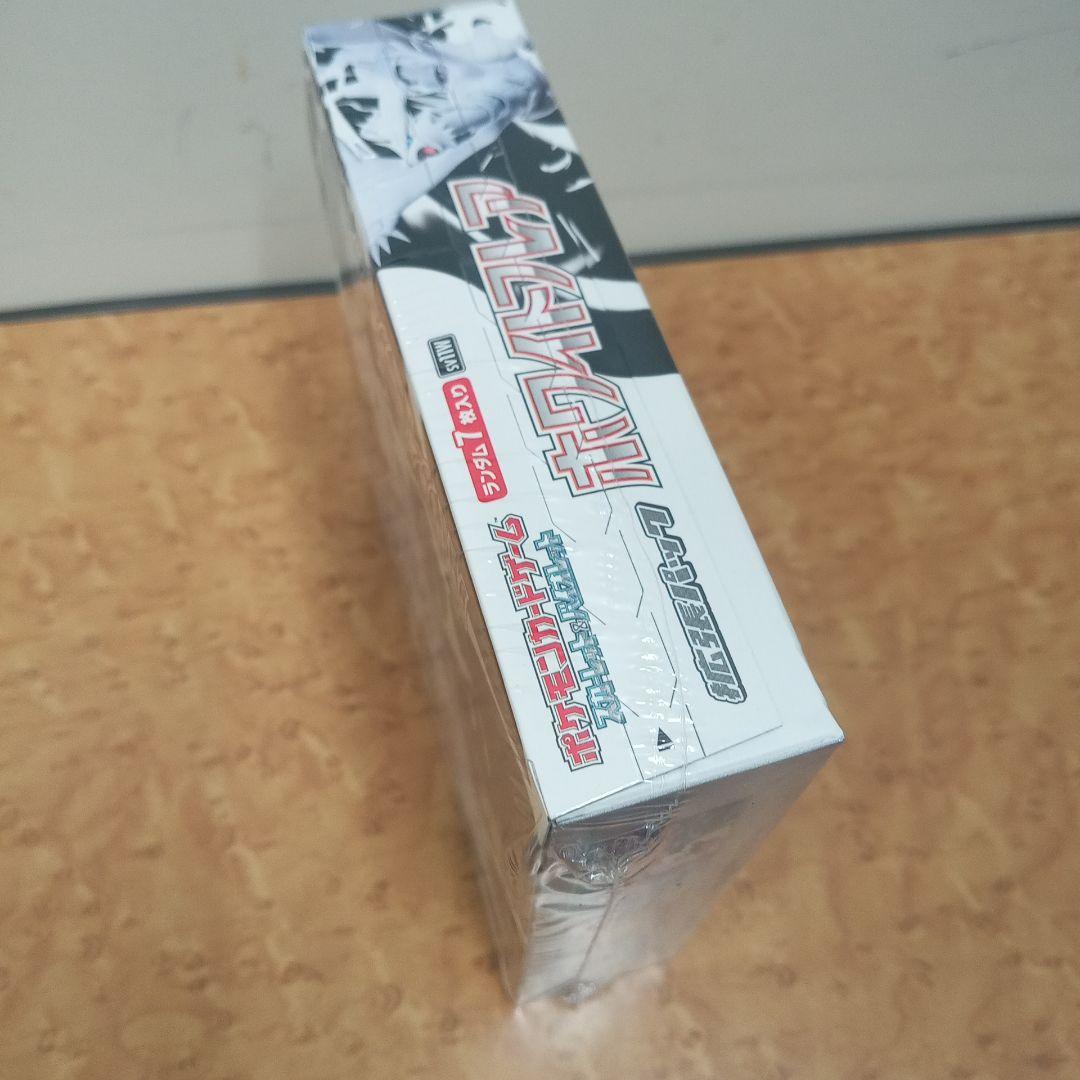 拡張パック
ホワイトフレア
ポケモンカードゲーム
スカーレット&バイオレット
ランダム7枚入り
SV11W